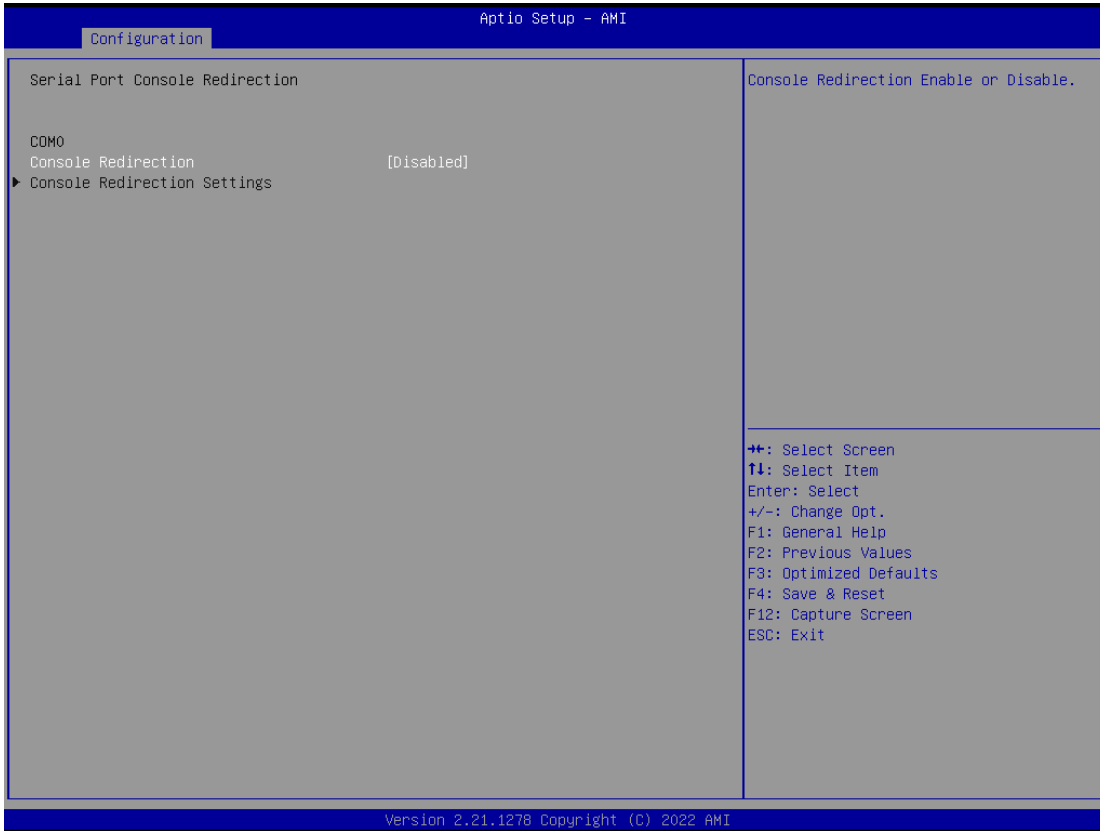 Aptio Setup – AMI
Configuration
Serial Port Console Redirection
COM0
Console Redirection [Disabled]
▶ Console Redirection Settings
Console Redirection Enable or Disable.
→←: Select Screen
↑↓: Select Item
Enter: Select
+/-: Change Opt.
F1: General Help
F2: Previous Values
F3: Optimized Defaults
F4: Save & Reset
F12: Capture Screen
ESC: Exit
Version 2.21.1278 Copyright (C) 2022 AMI